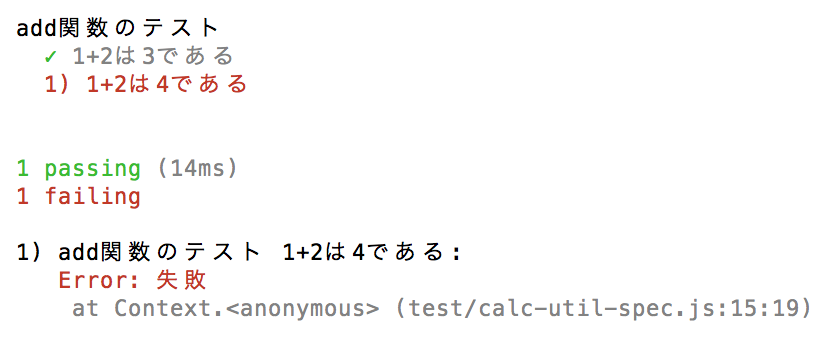 add関数のテスト
✓ 1+2は3である
1) 1+2は4である
1 passing (14ms)
1 failing
1) add関数のテスト 1+2は4である:
Error: 失敗
at Context.<anonymous> (test/calc-util-spec.js:15:19)